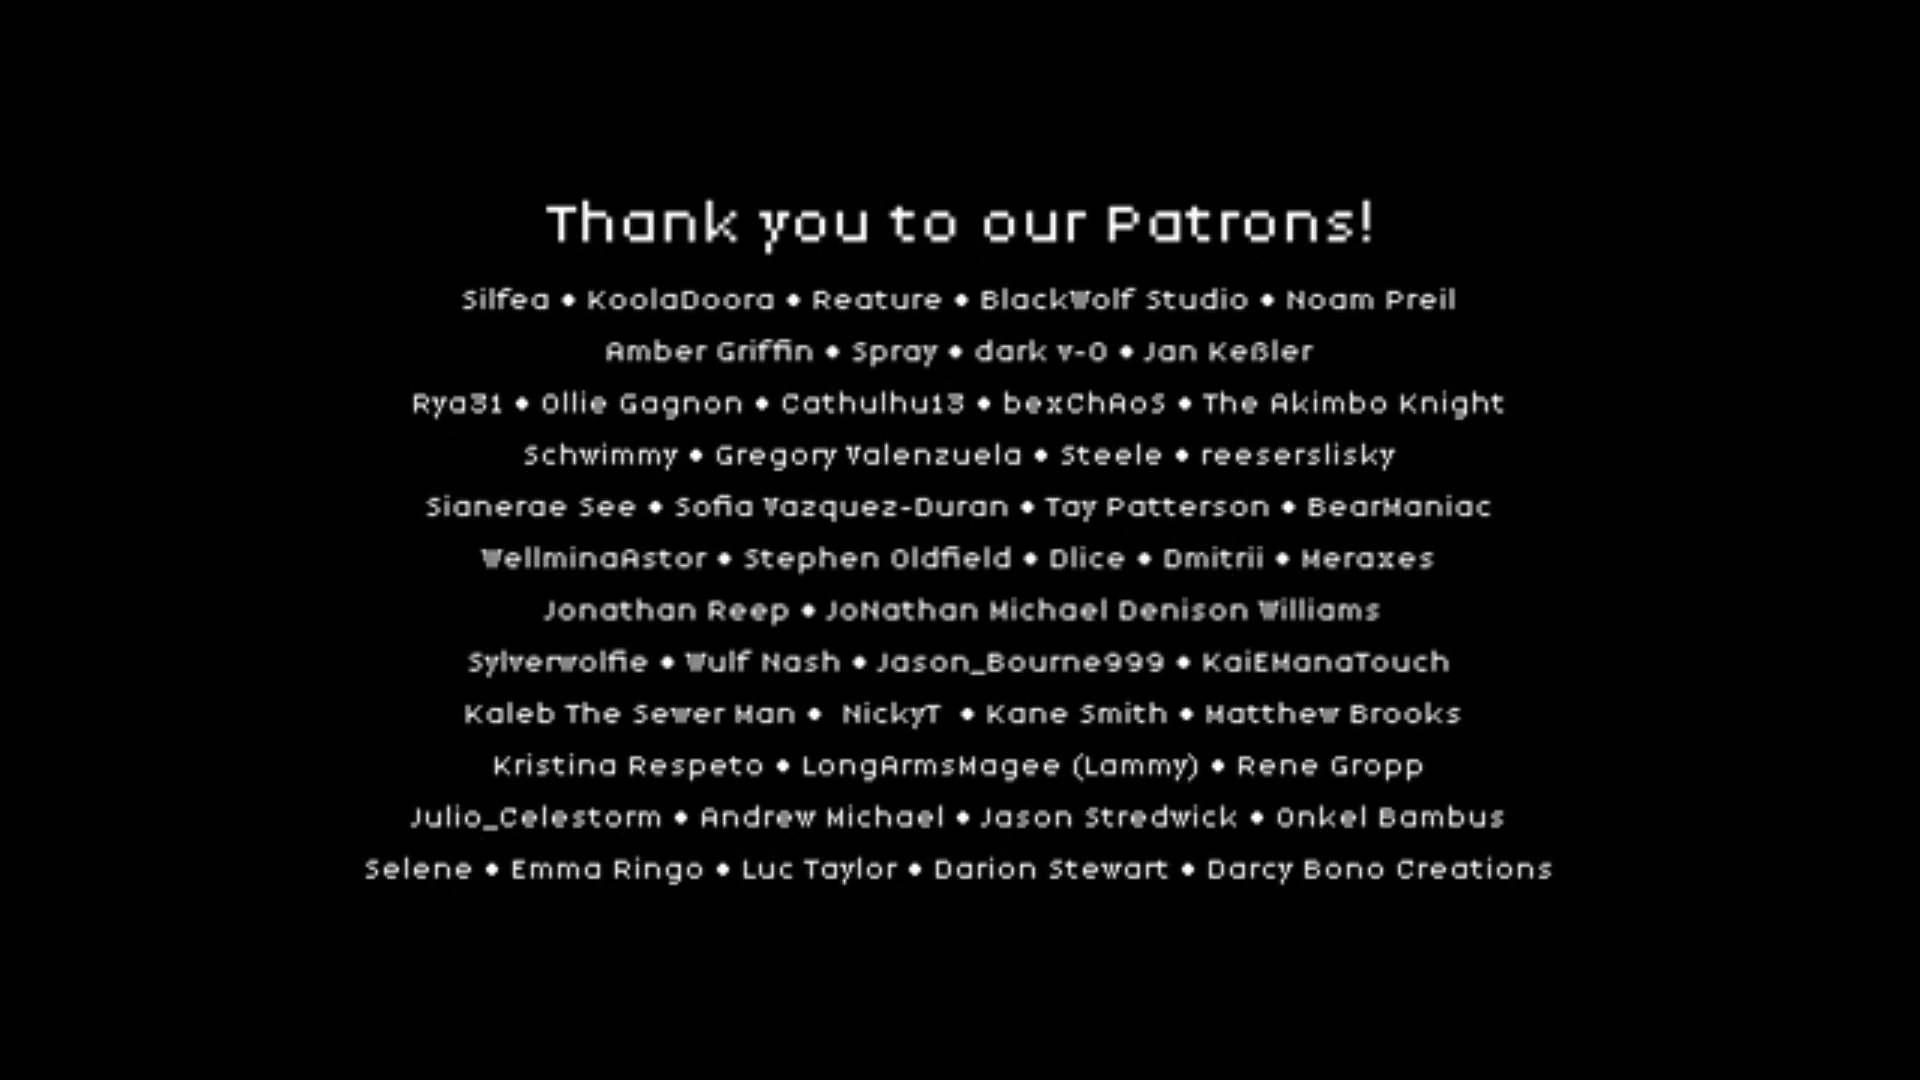 Thank you to our Patrons!
Silfea • KoolaDoora • Reature • BlackWolf Studio • Noam Preil
Amber Griffin • Spray • dark v-0 • Jan Keßler
Rya31 • Ollie Gagnon • Cathulhu13 • bexChAoS • The Akimbo Knight
Schwimmy • Gregory Valenzuela • Steele • reeserslisky
Sianerae See • Sofia Vazquez-Duran • Tay Patterson • BearManiac
WellminaAstor • Stephen Oldfield • Dlice • Dmitrii • Meraxes
Jonathan Reep • JoNathan Michael Denison Williams
Sylverwolfie • Wulf Nash • Jason_Bourne999 • KaiEManaTouch
Kaleb The Sewer Man • NickyT • Kane Smith • Matthew Brooks
Kristina Respeto • LongArmsMagee (Lammy) • Rene Gropp
Julio_Celestorm • Andrew Michael • Jason Stredwick • Onkel Bambus
Selene • Emma Ringo • Luc Taylor • Darion Stewart • Darcy Bono Creations